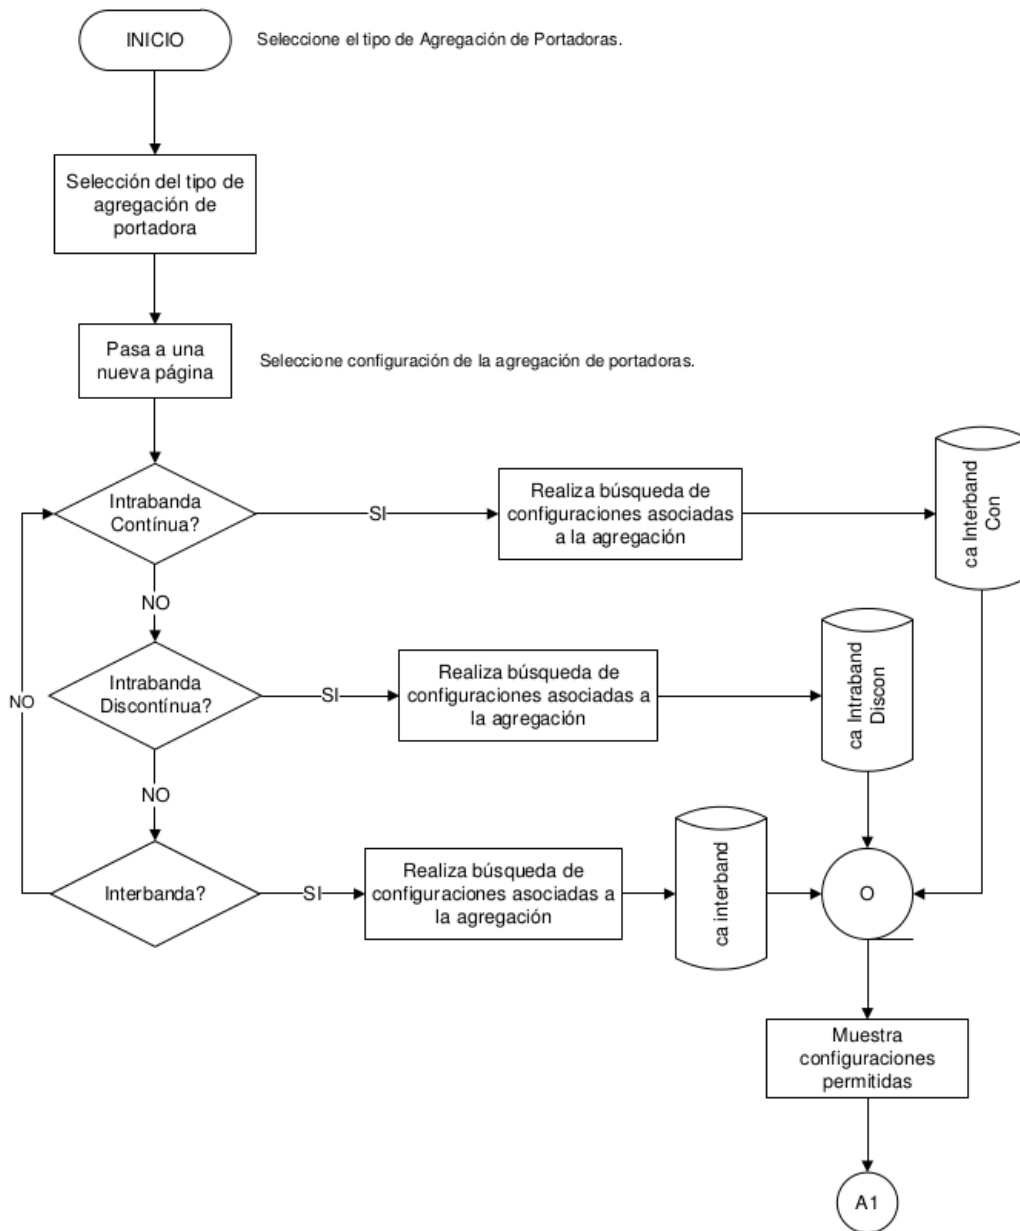 INICIO
Seleccione el tipo de Agregación de Portadoras.
Selección del tipo de
agregación de
portadora
Pasa a una
nueva página
Seleccione configuración de la agregación de portadoras.
Intrabanda
Contínua?
SI
Realiza búsqueda de
configuraciones asociadas
a la agregación
ca Interband
Con
NO
Intrabanda
Discontínua?
SI
Realiza búsqueda de
configuraciones asociadas a
la agregación
ca Intraband
Discon
NO
NO
Interbanda?
SI
Realiza búsqueda de
configuraciones asociadas a
la agregación
ca interband
O
Muestra
configuraciones
permitidas
A1